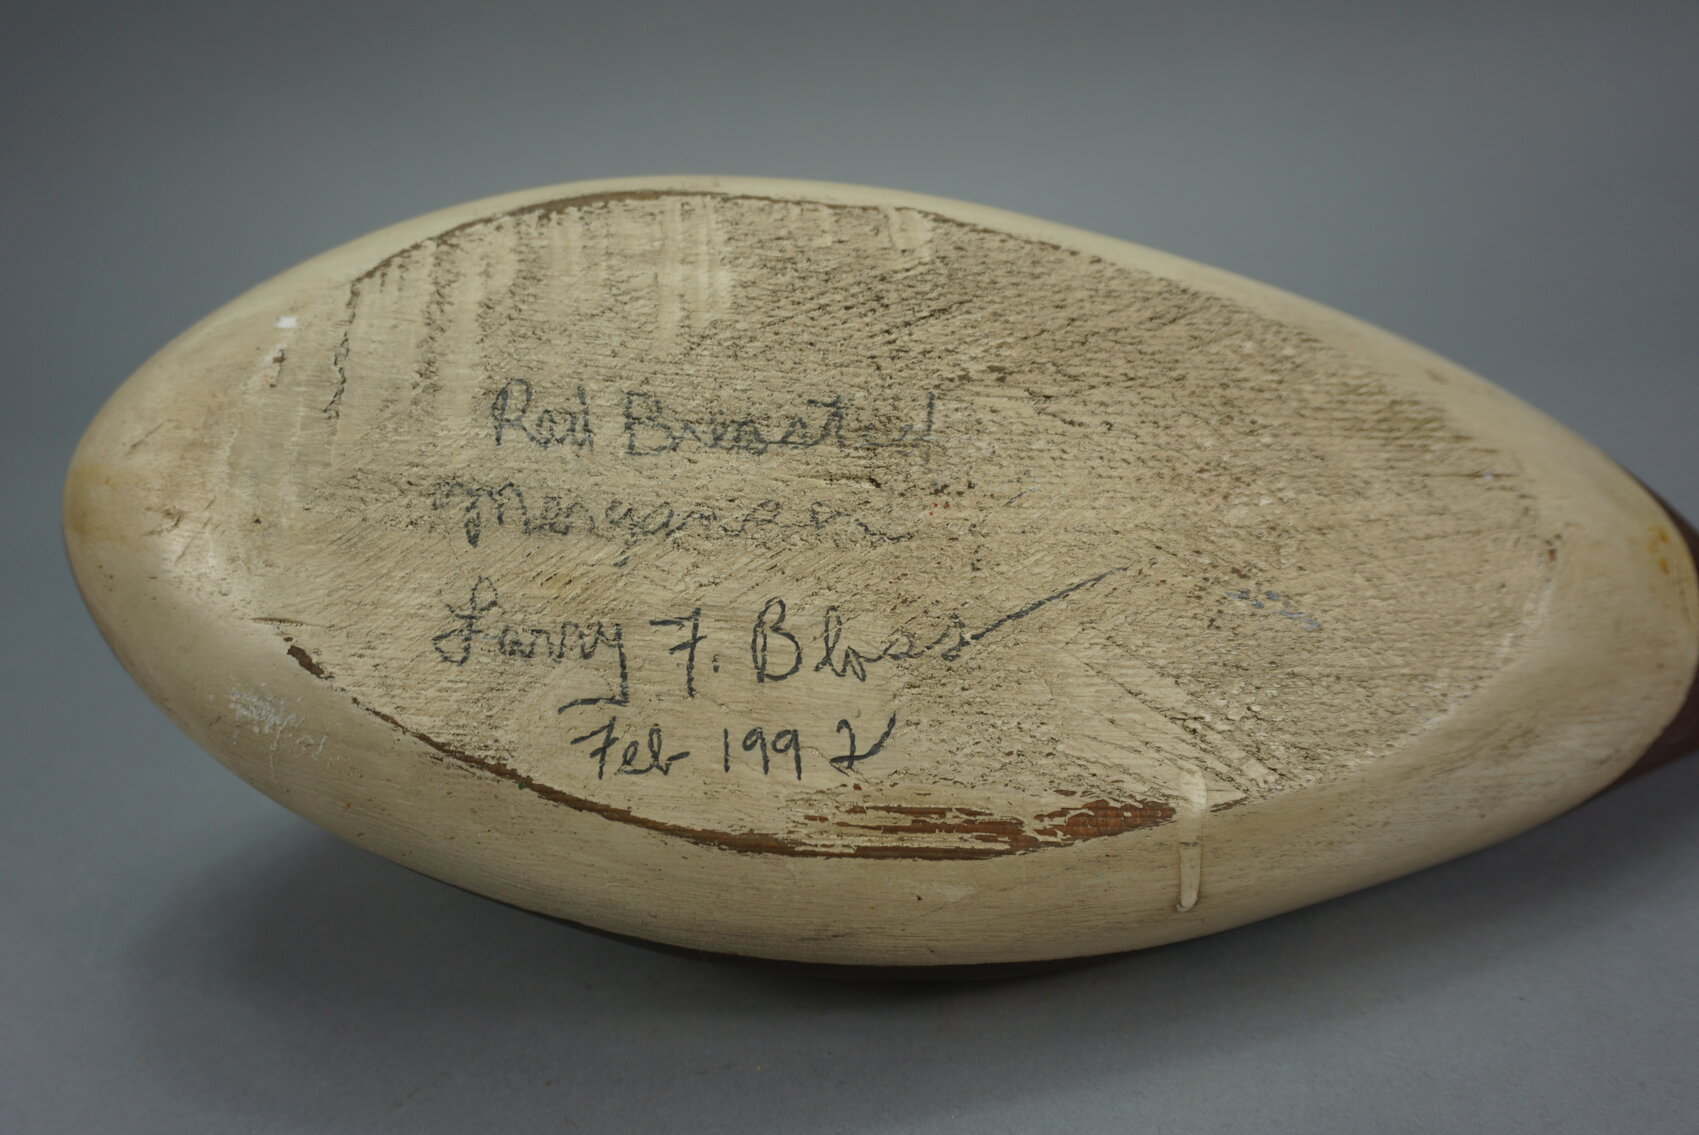 Red Breasted
Merganser
Larry F. Bloss
Feb 1992